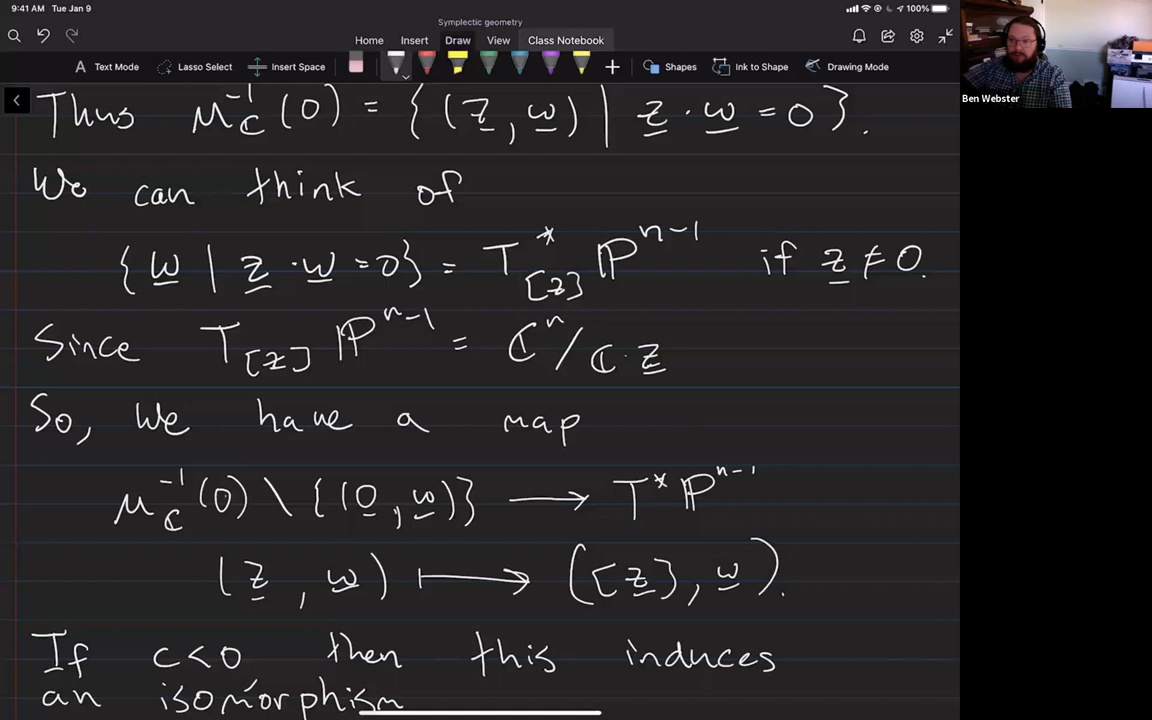 9:41 AM Tue Jan 9
100%
Symplectic geometry
Home Insert Draw View Class Notebook
Text Mode Lasso Select Insert Space Shapes Ink to Shape Drawing Mode
Ben Webster
Thus μ_ℂ^{-1}(0) = {(z, w) | z · w = 0}.
We can think of
{w | z · w = 0} = T^*_{[z]} ℙ^{n-1} if z ≠ 0.
Since T_{[z]} ℙ^{n-1} = ℂ^n / ℂ · z
So, we have a map
μ_ℂ^{-1}(0) \ {(0, w)} ⟶ T^* ℙ^{n-1}
(z, w) ⟼ ([z], w).
If c < 0 then this induces
an isomorphism